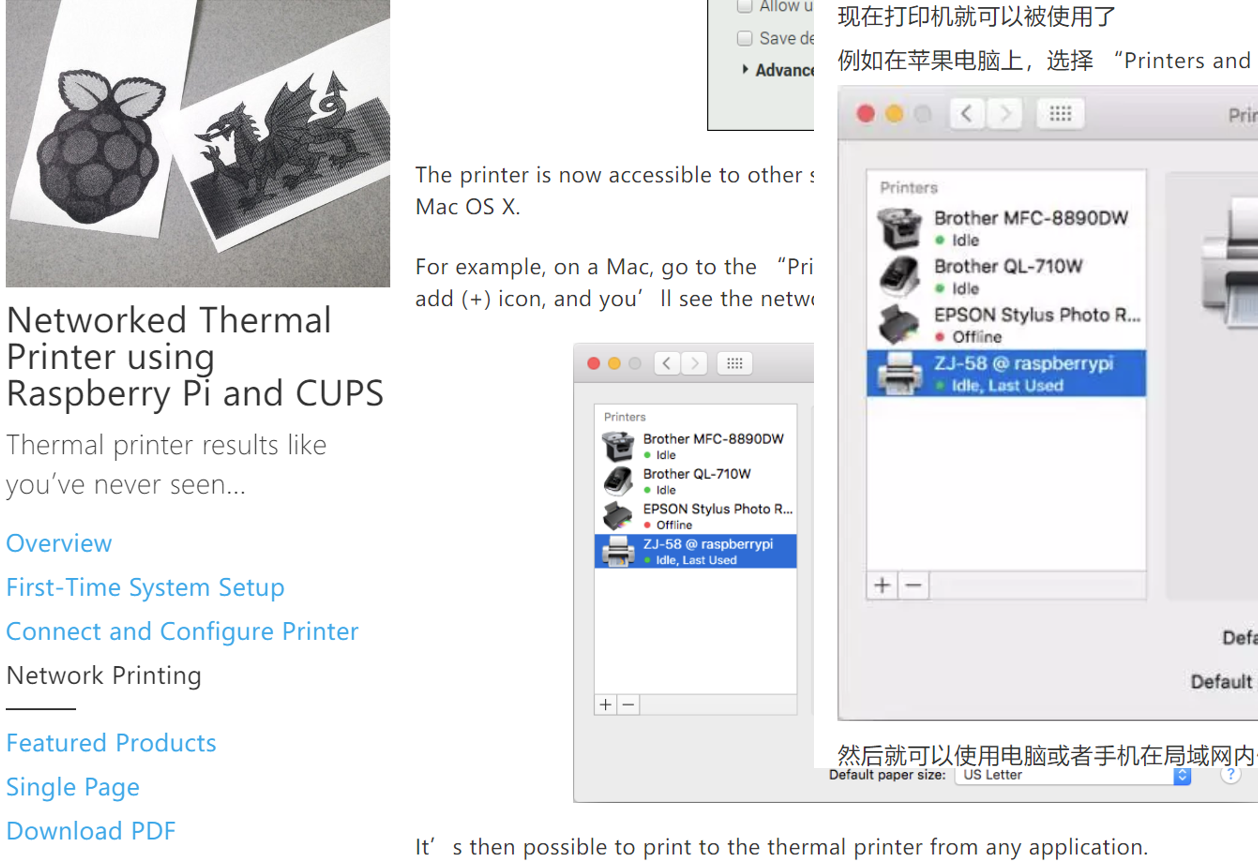 Networked Thermal
Printer using
Raspberry Pi and CUPS
Thermal printer results like
you've never seen...
Overview
First-Time System Setup
Connect and Configure Printer
Network Printing
Featured Products
Single Page
Download PDF
Allow u
Save de
Advance
The printer is now accessible to other s
Mac OS X.
For example, on a Mac, go to the “Pri
add (+) icon, and you’ll see the netwo
Printers
Brother MFC-8890DW
Idle
Brother QL-710W
Idle
EPSON Stylus Photo R...
Offline
ZJ-58 @ raspberrypi
Idle, Last Used
+ −
Default paper size: US Letter ?
It’s then possible to print to the thermal printer from any application.
现在打印机就可以被使用了
例如在苹果电脑上，选择 “Printers and
Prin
Printers
Brother MFC-8890DW
Idle
Brother QL-710W
Idle
EPSON Stylus Photo R...
Offline
ZJ-58 @ raspberrypi
Idle, Last Used
+ −
Defa
Default
然后就可以使用电脑或者手机在局域网内